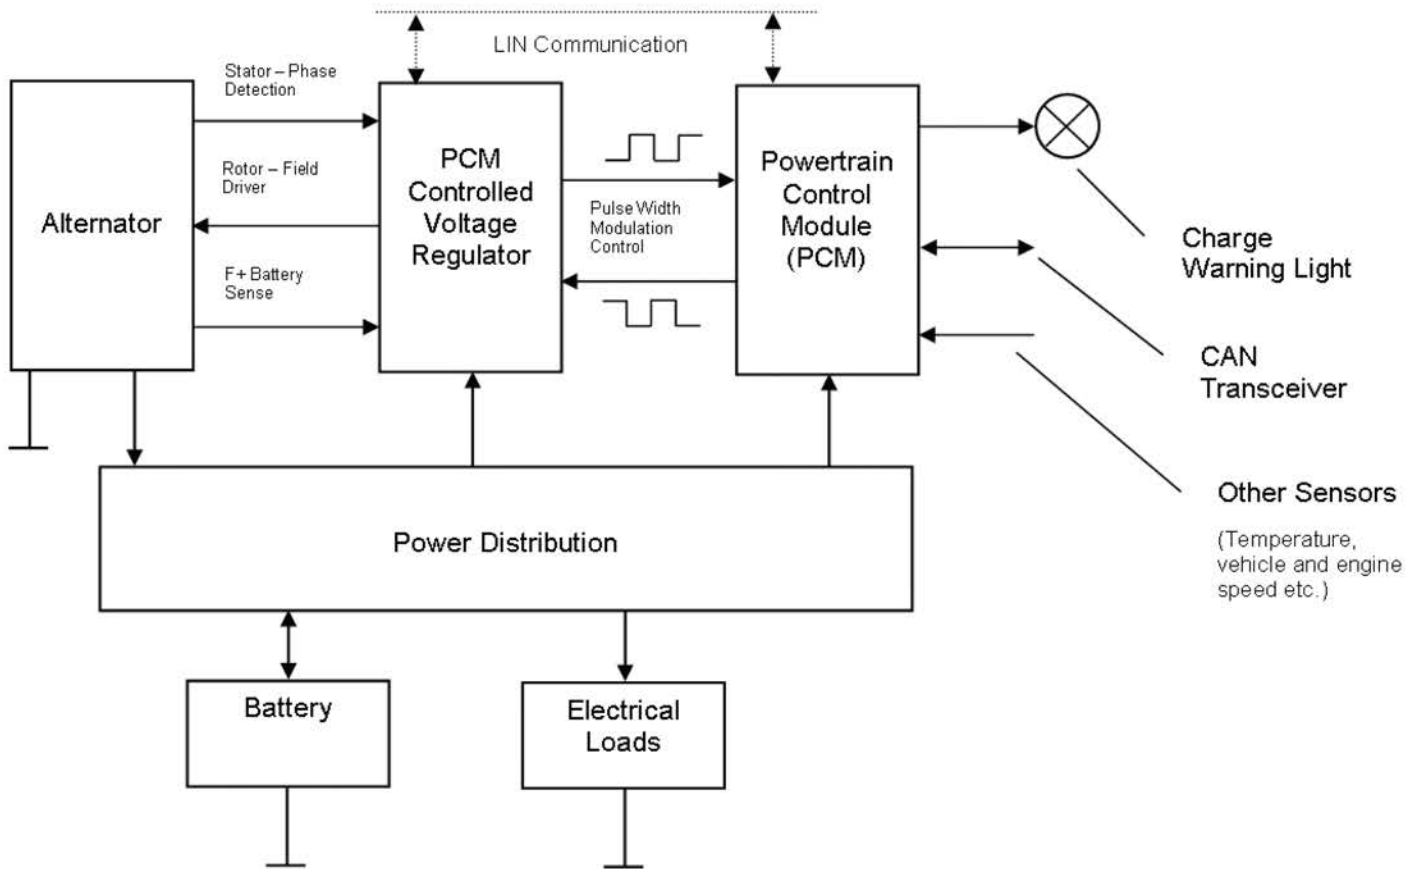 LIN Communication
Stator – Phase
Detection
Rotor – Field
Driver
F+ Battery
Sense
Alternator
PCM
Controlled
Voltage
Regulator
Pulse Width
Modulation
Control
Powertrain
Control
Module
(PCM)
Charge
Warning Light
CAN
Transceiver
Other Sensors
(Temperature,
vehicle and engine
speed etc.)
Power Distribution
Battery
Electrical
Loads